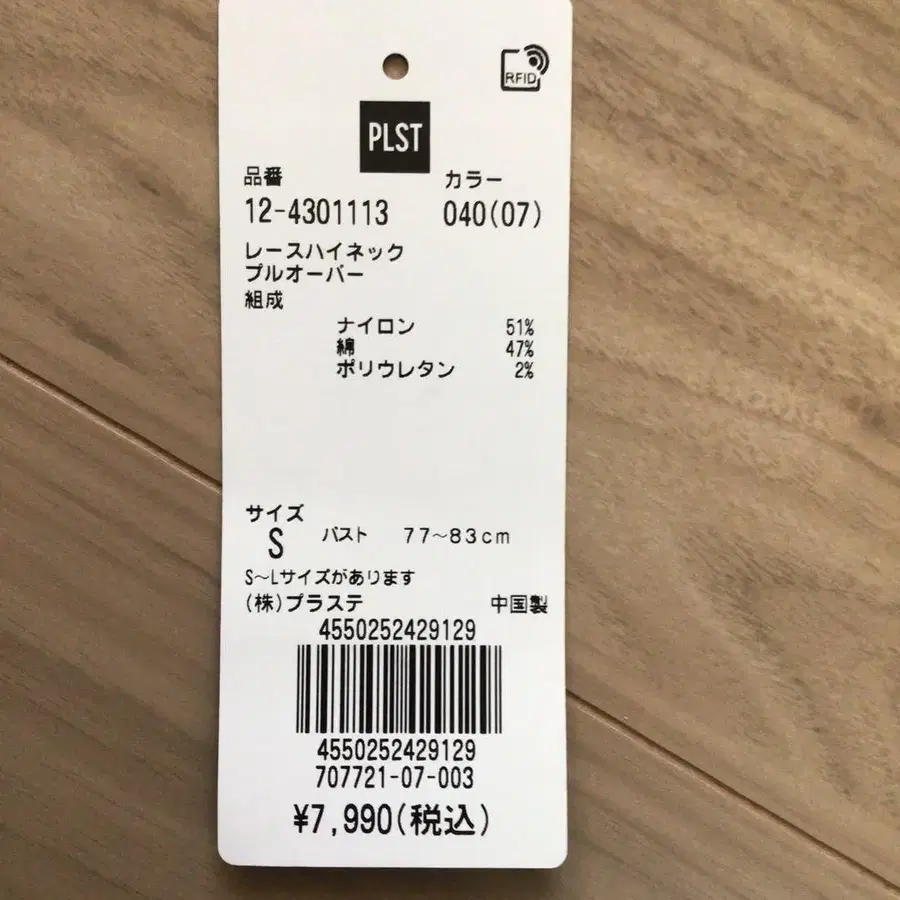 RFID
PLST
品番 カラー
12-4301113 040(07)
レースハイネック
プルオーバー
組成
ナイロン 51%
綿 47%
ポリウレタン 2%
サイズ
S バスト 77～83cm
S～Lサイズがあります
(株)プラステ 中国製
4550252429129
4550252429129
707721-07-003
¥7,990(税込)